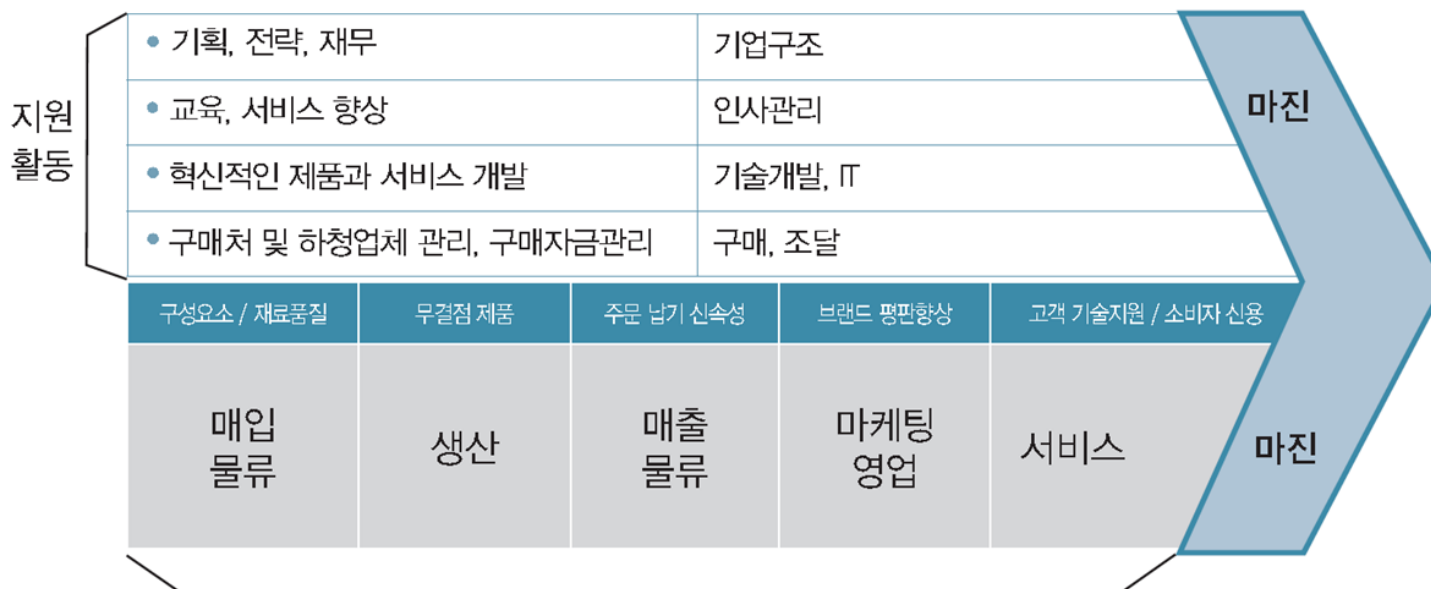 지원
활동
• 기획, 전략, 재무 기업구조
• 교육, 서비스 향상 인사관리
• 혁신적인 제품과 서비스 개발 기술개발, IT
• 구매처 및 하청업체 관리, 구매자금관리 구매, 조달
마진
구성요소 / 재료품질 무결점 제품 주문 납기 신속성 브랜드 평판향상 고객 기술지원 / 소비자 신용
매입
물류
생산
매출
물류
마케팅
영업
서비스
마진